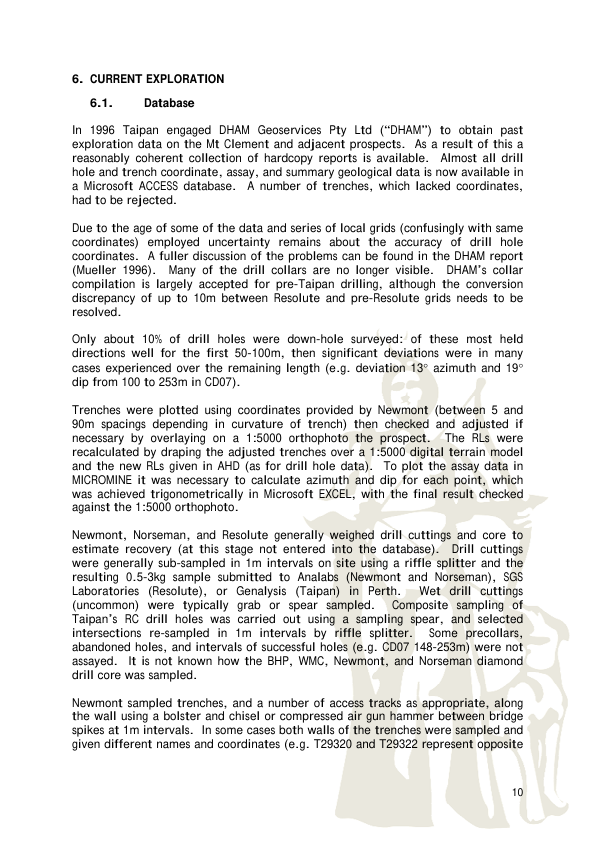 6. CURRENT EXPLORATION
6.1. Database
In 1996 Taipan engaged DHAM Geoservices Pty Ltd (“DHAM”) to obtain past
exploration data on the Mt Clement and adjacent prospects. As a result of this a
reasonably coherent collection of hardcopy reports is available. Almost all drill
hole and trench coordinate, assay, and summary geological data is now available in
a Microsoft ACCESS database. A number of trenches, which lacked coordinates,
had to be rejected.
Due to the age of some of the data and series of local grids (confusingly with same
coordinates) employed uncertainty remains about the accuracy of drill hole
coordinates. A fuller discussion of the problems can be found in the DHAM report
(Mueller 1996). Many of the drill collars are no longer visible. DHAM’s collar
compilation is largely accepted for pre-Taipan drilling, although the conversion
discrepancy of up to 10m between Resolute and pre-Resolute grids needs to be
resolved.
Only about 10% of drill holes were down-hole surveyed: of these most held
directions well for the first 50-100m, then significant deviations were in many
cases experienced over the remaining length (e.g. deviation 13° azimuth and 19°
dip from 100 to 253m in CD07).
Trenches were plotted using coordinates provided by Newmont (between 5 and
90m spacings depending in curvature of trench) then checked and adjusted if
necessary by overlaying on a 1:5000 orthophoto the prospect. The RLs were
recalculated by draping the adjusted trenches over a 1:5000 digital terrain model
and the new RLs given in AHD (as for drill hole data). To plot the assay data in
MICROMINE it was necessary to calculate azimuth and dip for each point, which
was achieved trigonometrically in Microsoft EXCEL, with the final result checked
against the 1:5000 orthophoto.
Newmont, Norseman, and Resolute generally weighed drill cuttings and core to
estimate recovery (at this stage not entered into the database). Drill cuttings
were generally sub-sampled in 1m intervals on site using a riffle splitter and the
resulting 0.5-3kg sample submitted to Analabs (Newmont and Norseman), SGS
Laboratories (Resolute), or Genalysis (Taipan) in Perth. Wet drill cuttings
(uncommon) were typically grab or spear sampled. Composite sampling of
Taipan’s RC drill holes was carried out using a sampling spear, and selected
intersections re-sampled in 1m intervals by riffle splitter. Some precollars,
abandoned holes, and intervals of successful holes (e.g. CD07 148-253m) were not
assayed. It is not known how the BHP, WMC, Newmont, and Norseman diamond
drill core was sampled.
Newmont sampled trenches, and a number of access tracks as appropriate, along
the wall using a bolster and chisel or compressed air gun hammer between bridge
spikes at 1m intervals. In some cases both walls of the trenches were sampled and
given different names and coordinates (e.g. T29320 and T29322 represent opposite
10